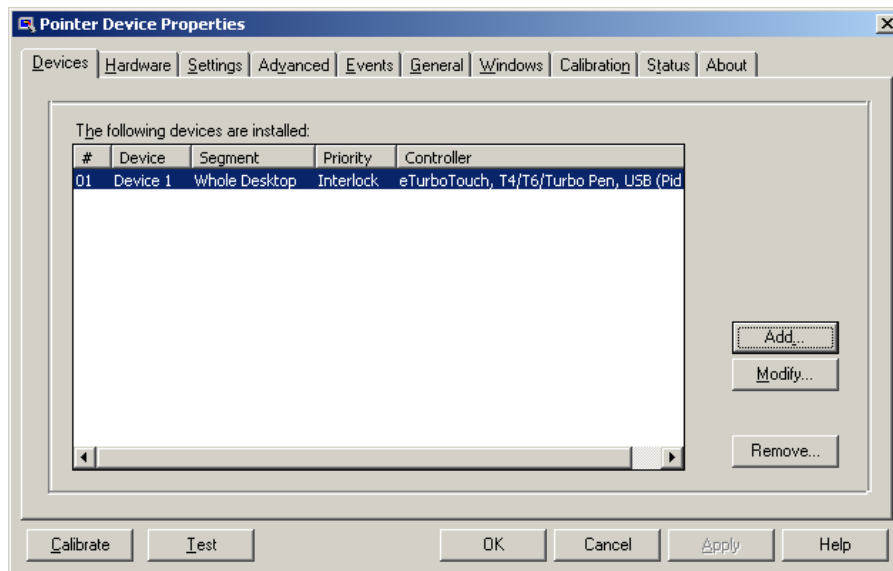 Pointer Device Properties
Devices Hardware Settings Advanced Events General Windows Calibration Status About
The following devices are installed:
# Device Segment Priority Controller
01 Device 1 Whole Desktop Interlock eTurboTouch, T4/T6/Turbo Pen, USB (Pid
Add...
Modify...
Remove...
Calibrate Test OK Cancel Apply Help